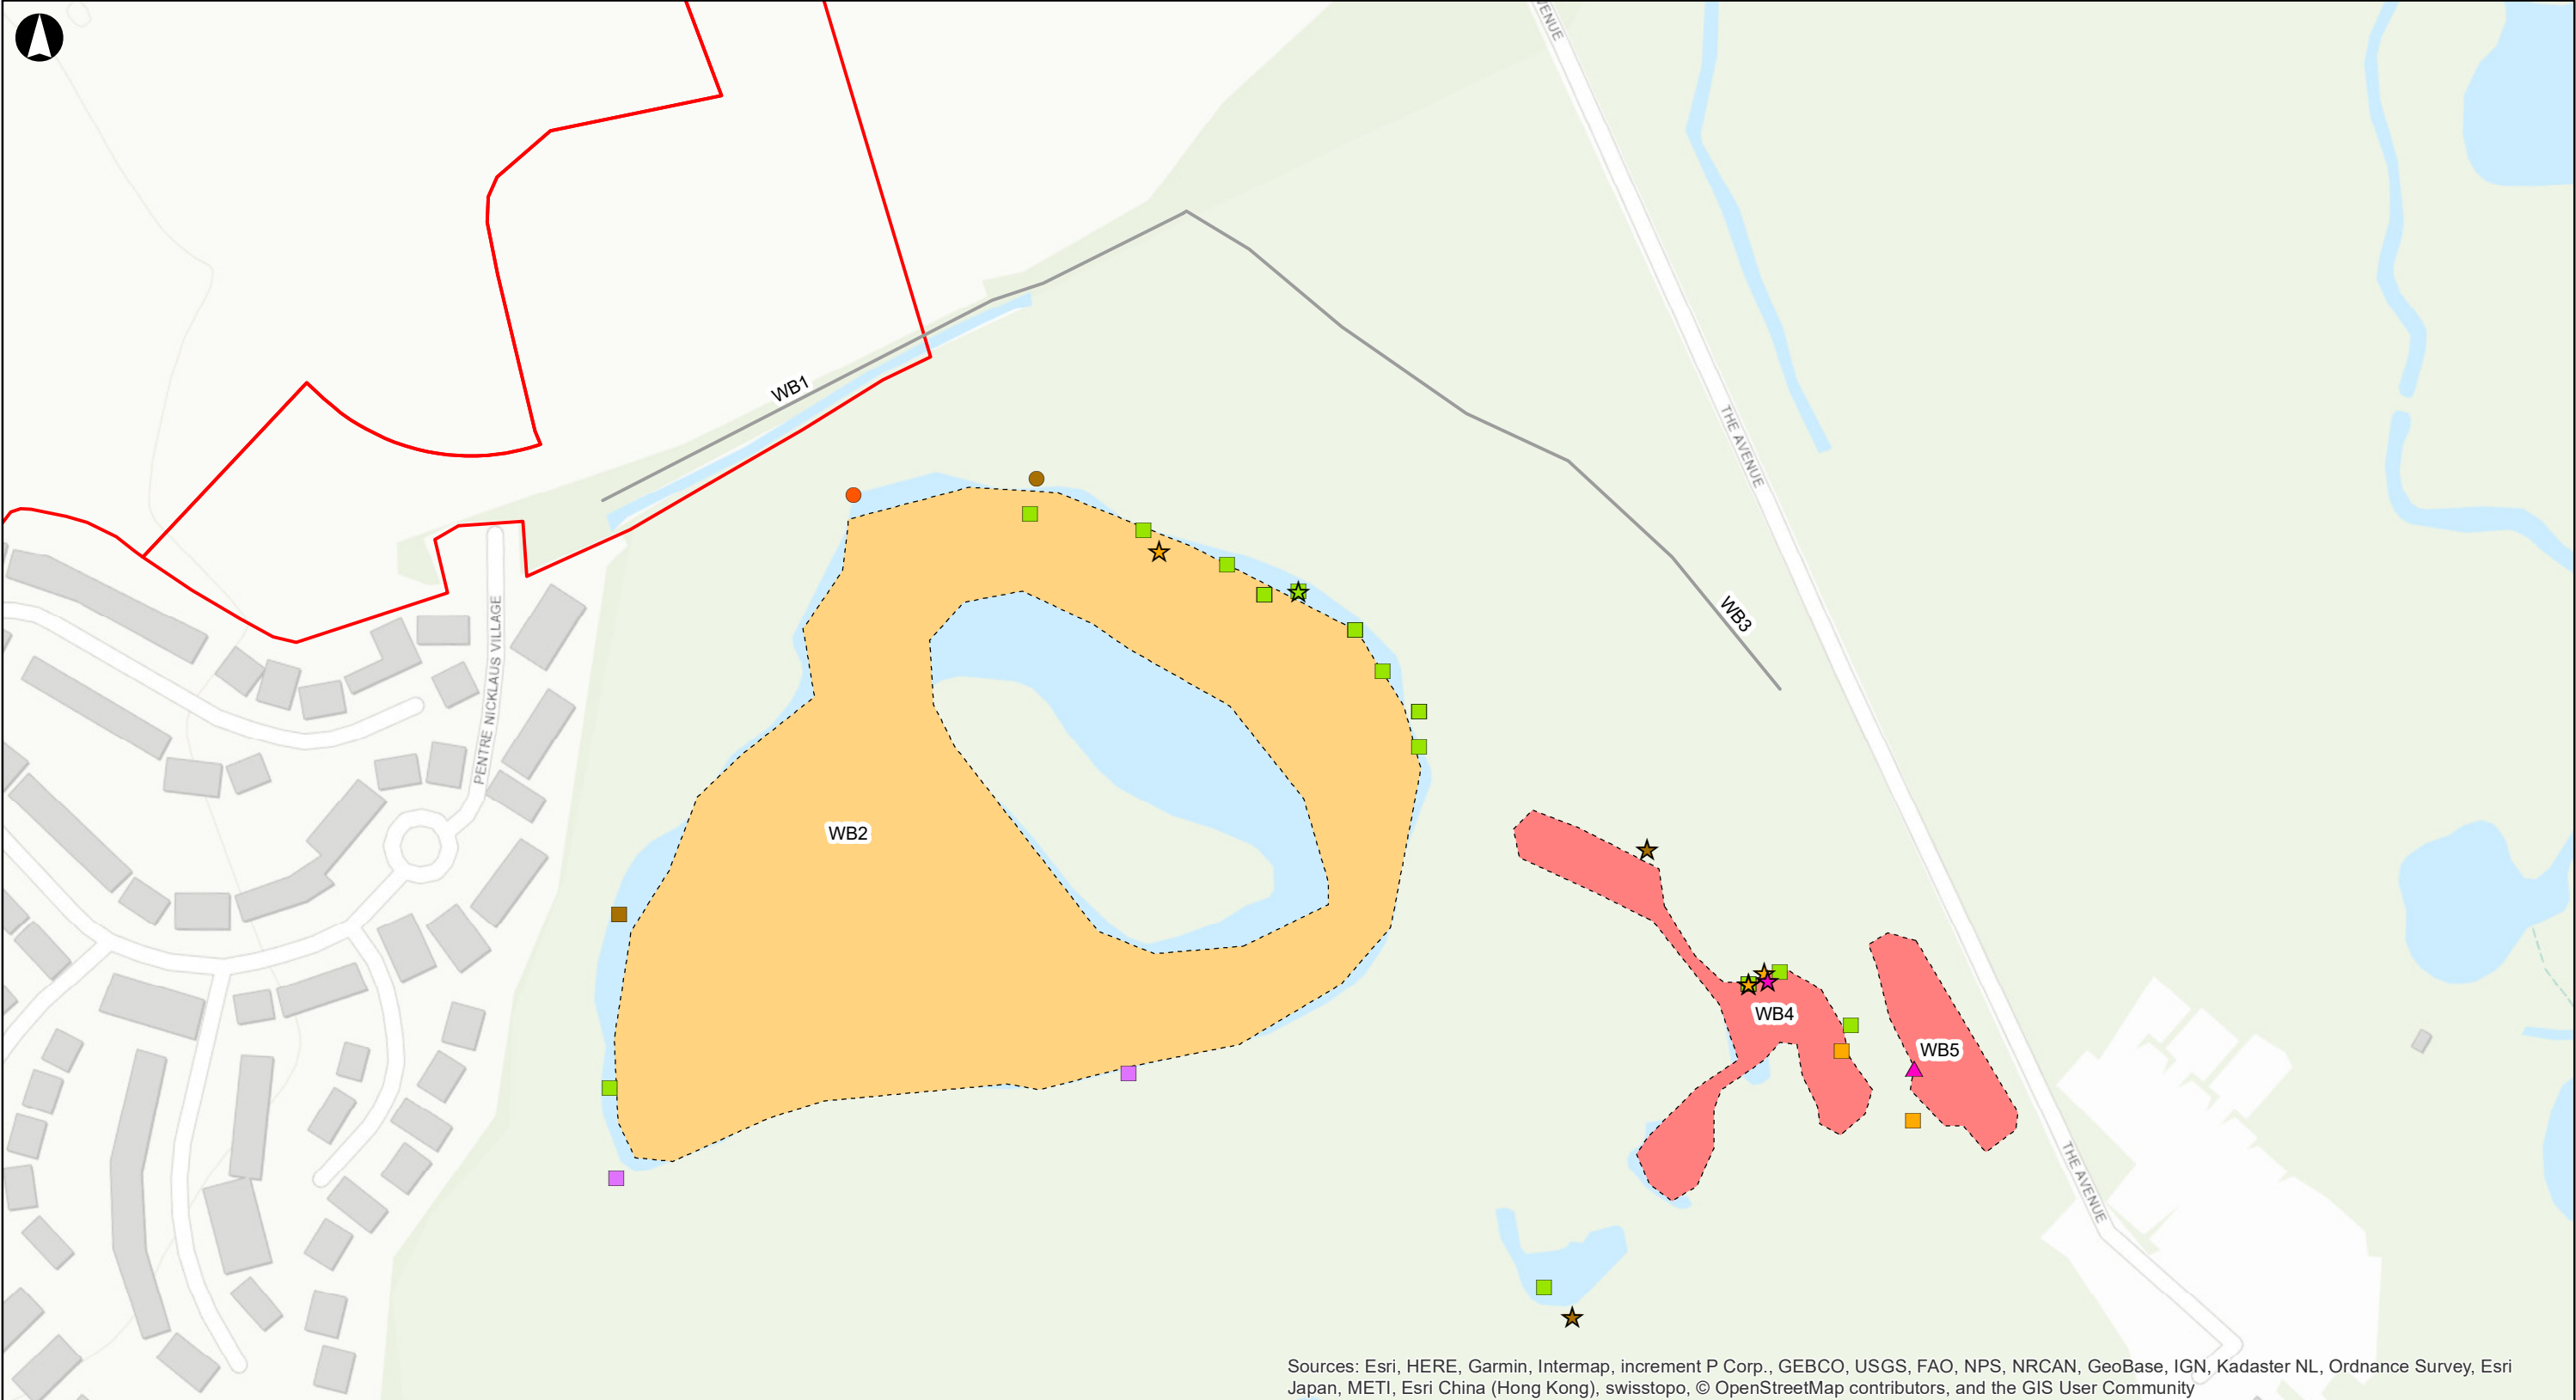 VENUE
WB1
THE AVENUE
WB3
PENTRE NICKLAUS VILLAGE
WB2
WB4
WB5
THE AVENUE
Sources: Esri, HERE, Garmin, Intermap, increment P Corp., GEBCO, USGS, FAO, NPS, NRCAN, GeoBase, IGN, Kadaster NL, Ordnance Survey, Esri
Japan, METI, Esri China (Hong Kong), swisstopo, © OpenStreetMap contributors, and the GIS User Community